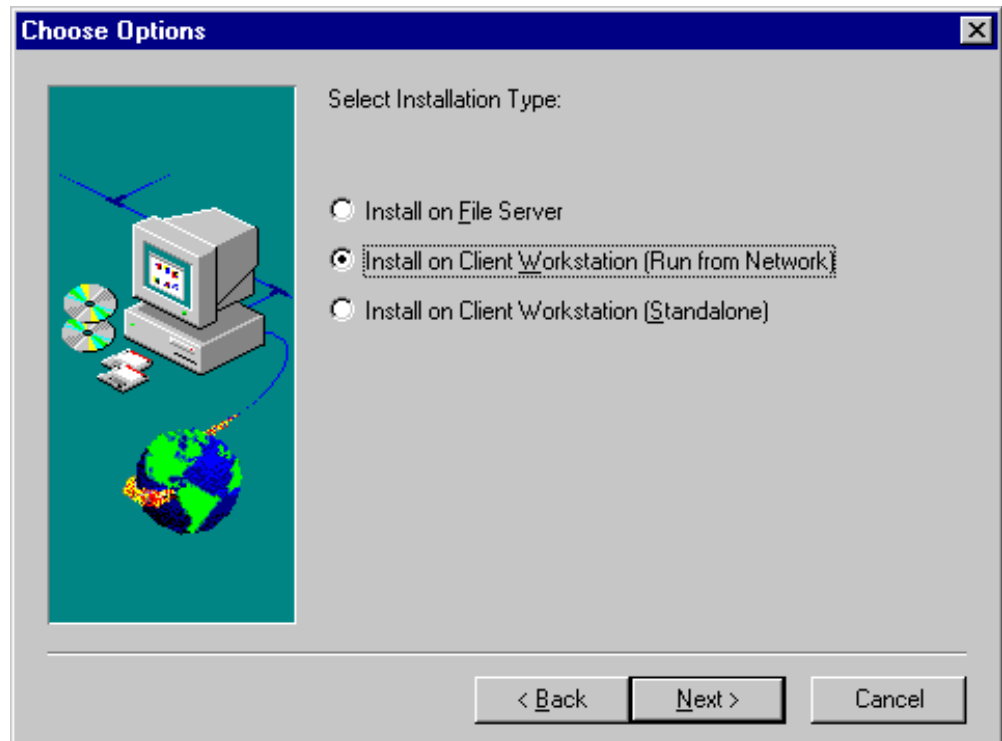 Choose Options
Select Installation Type:
Install on File Server
Install on Client Workstation (Run from Network)
Install on Client Workstation (Standalone)
< Back
Next >
Cancel